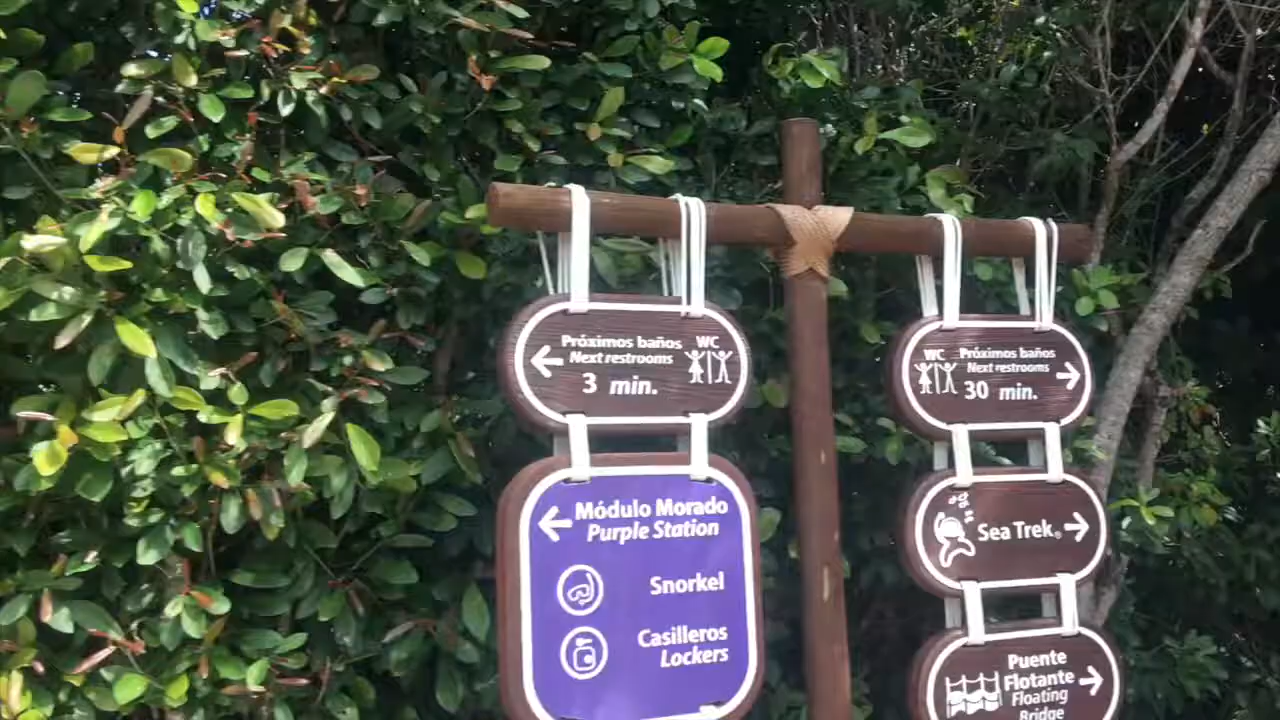 Próximos baños
Next restrooms
3 min.
WC
Módulo Morado
Purple Station
Snorkel
Casilleros
Lockers
WC
Próximos baños
Next restrooms
30 min.
Sea Trek®
Puente
Flotante
Floating
Bridge